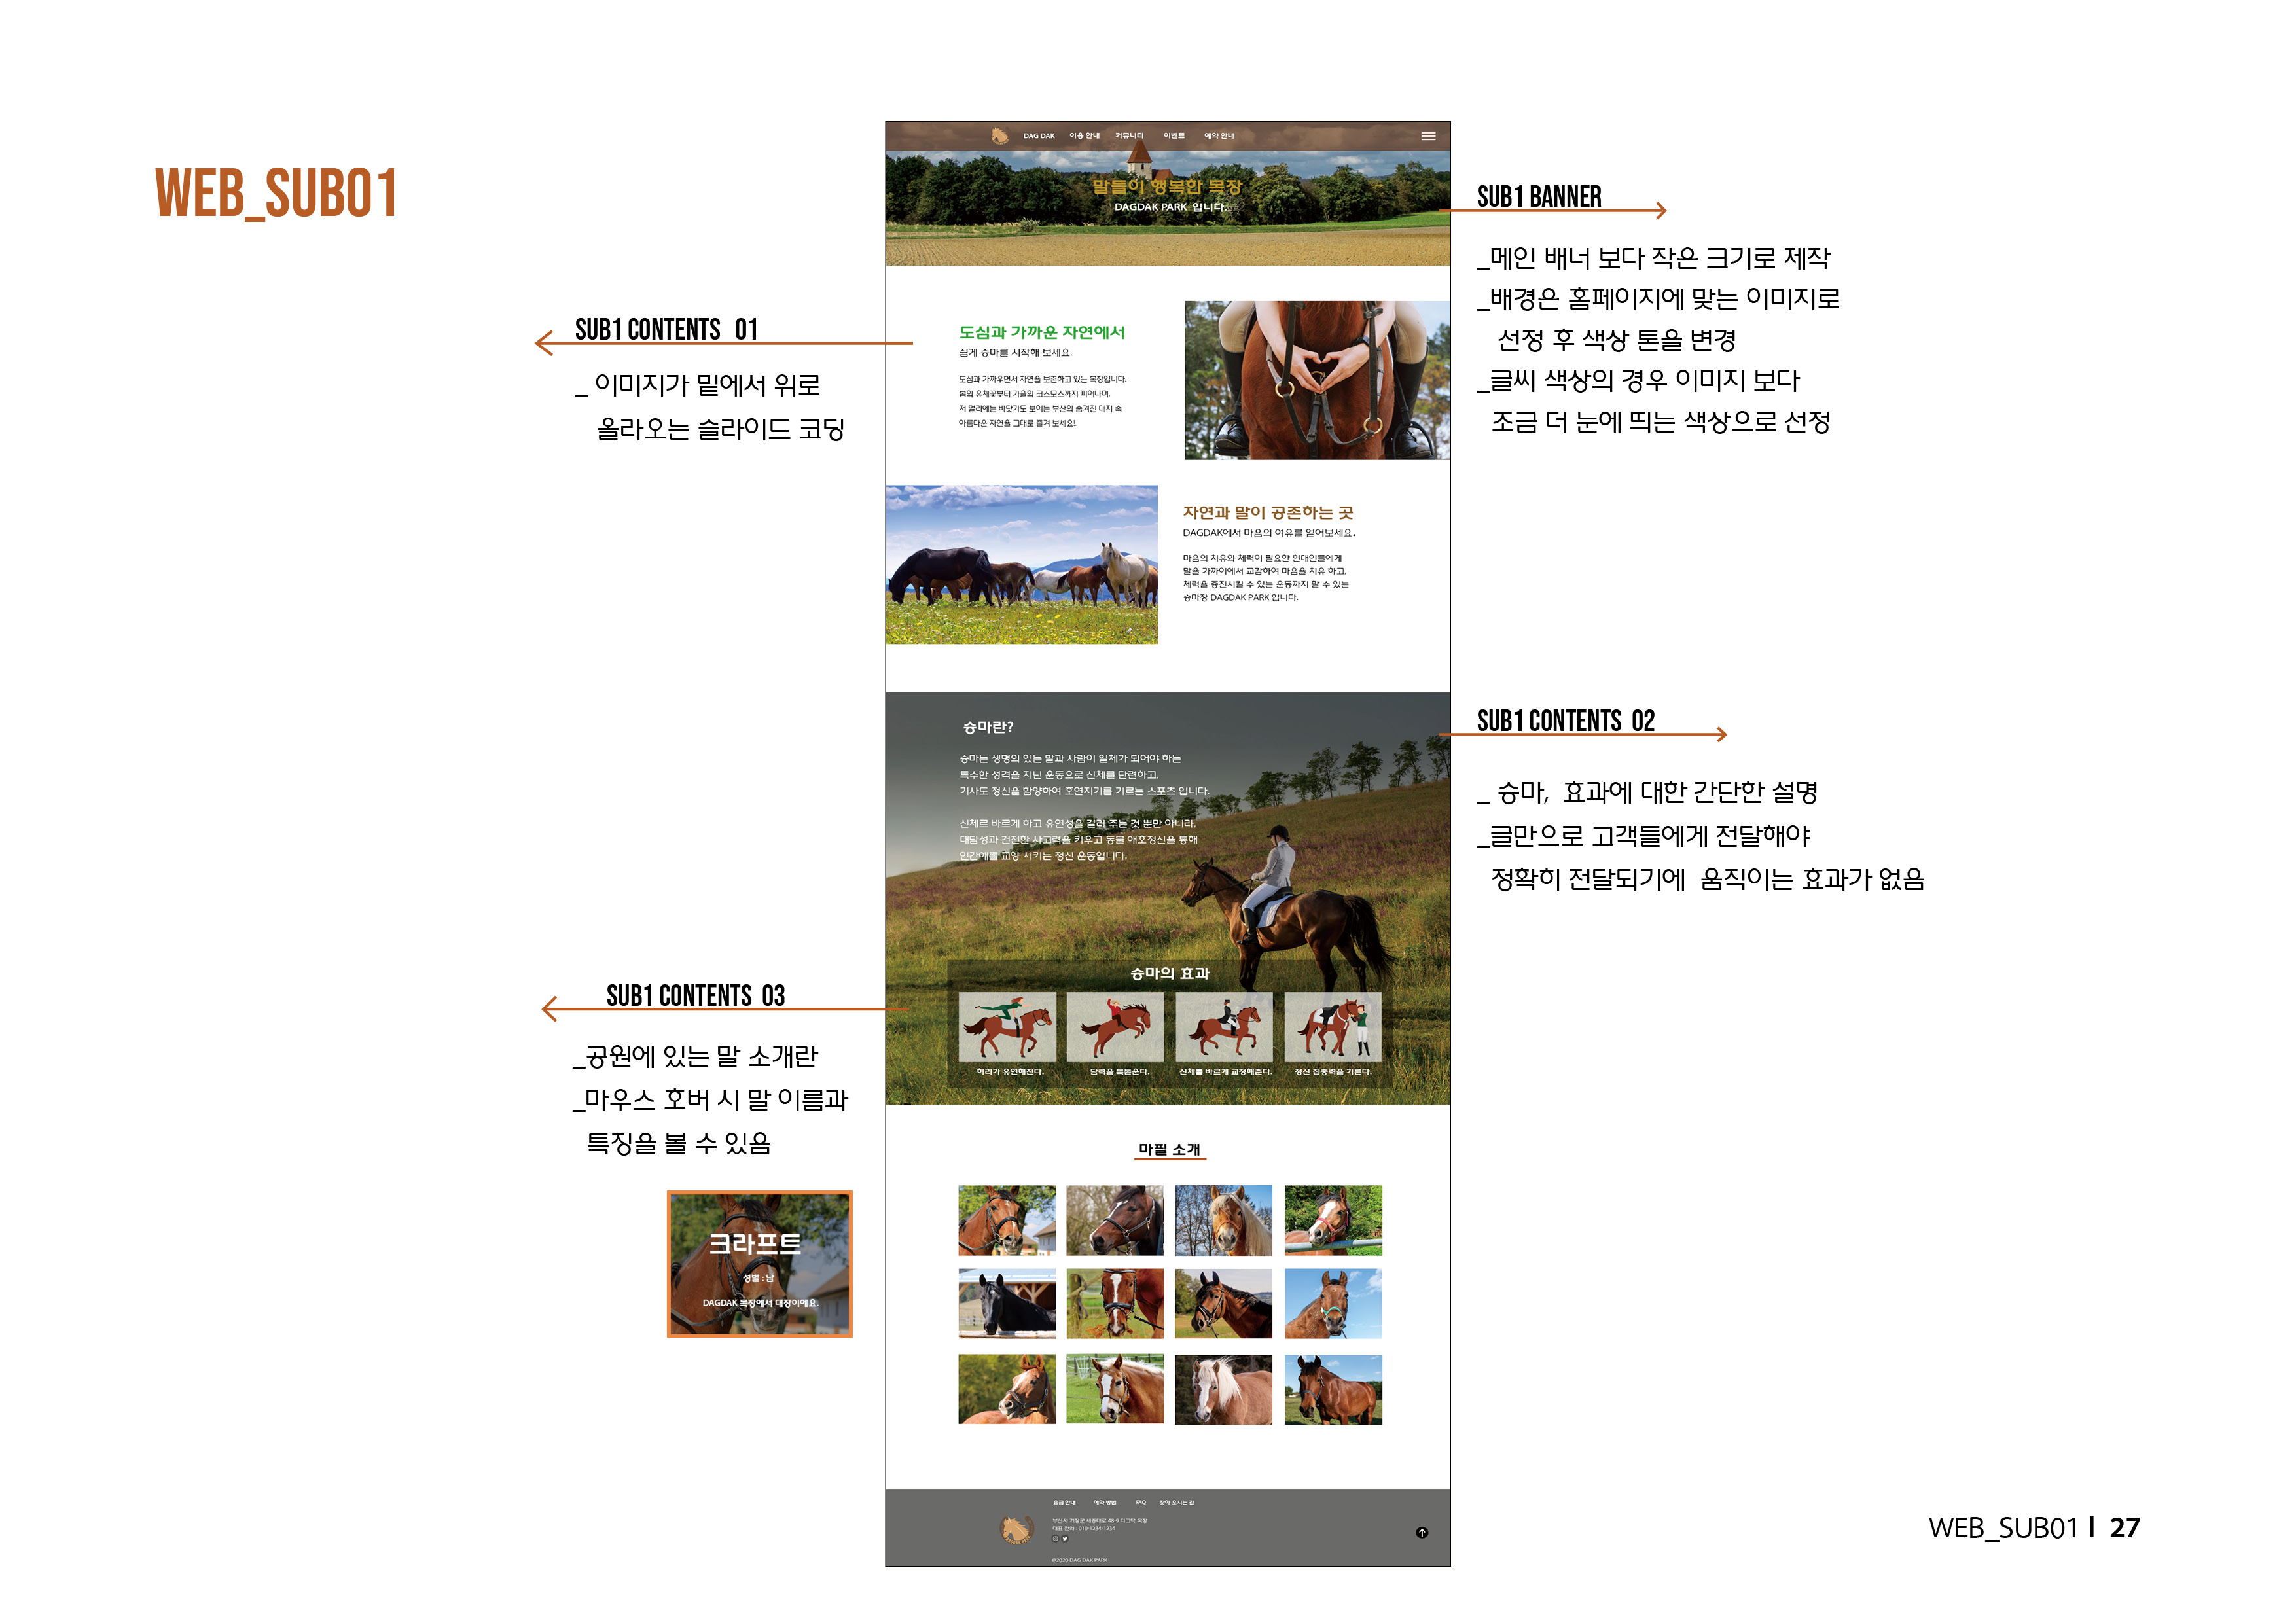 WEB_SUB01
SUB1 CONTENTS 01
_ 이미지가 밑에서 위로
올라오는 슬라이드 코딩
SUB1 CONTENTS 03
_공원에 있는 말 소개란
_마우스 호버 시 말 이름과
특징을 볼 수 있음
크라프트
성별 : 남
DAGDAK 목장에서 대장이에요.
DAG DAK 이용 안내 커뮤니티 이벤트 예약 안내
말들이 행복한 목장
DAGDAK PARK 입니다.
도심과 가까운 자연에서
쉽게 승마를 시작해 보세요.
도심과 가까우면서 자연을 보존하고 있는 목장입니다.
봄의 유채꽃부터 가을의 코스모스까지 피어나며,
저 멀리에는 바닷가도 보이는 부산의 숨겨진 대지 속
아름다운 자연을 그대로 즐겨 보세요!
자연과 말이 공존하는 곳
DAGDAK에서 마음의 여유를 얻어보세요.
마음의 치유와 체력이 필요한 현대인들에게
말을 가까이에서 교감하여 마음을 치유 하고,
체력을 증진시킬 수 있는 운동까지 할 수 있는
승마장 DAGDAK PARK 입니다.
승마란?
승마는 생명의 있는 말과 사람이 일체가 되어야 하는
특수한 성격을 지닌 운동으로 신체를 단련하고,
기사도 정신을 함양하여 호연지기를 기르는 스포츠 입니다.
신체르 바르게 하고 유연성을 길러 주는 것 뿐만 아니라,
대담성과 건전한 사고력을 키우고 동물 애호정신을 통해
인간애를 교양 시키는 정신 운동입니다.
승마의 효과
허리가 유연해진다. 담력을 북돋운다. 신체를 바르게 교정해준다. 정신 집중력을 기른다.
마필 소개
요금 안내 예약 방법 FAQ 찾아 오시는 길
부산시 기장군 세종대로 48-9 다그닥 목장
대표 전화 : 010-1234-1234
@2020 DAG DAK PARK
SUB1 BANNER
_메인 배너 보다 작은 크기로 제작
_배경은 홈페이지에 맞는 이미지로
선정 후 색상 톤을 변경
_글씨 색상의 경우 이미지 보다
조금 더 눈에 띄는 색상으로 선정
SUB1 CONTENTS 02
_ 승마, 효과에 대한 간단한 설명
_글만으로 고객들에게 전달해야
정확히 전달되기에 움직이는 효과가 없음
WEB_SUB01 | 27